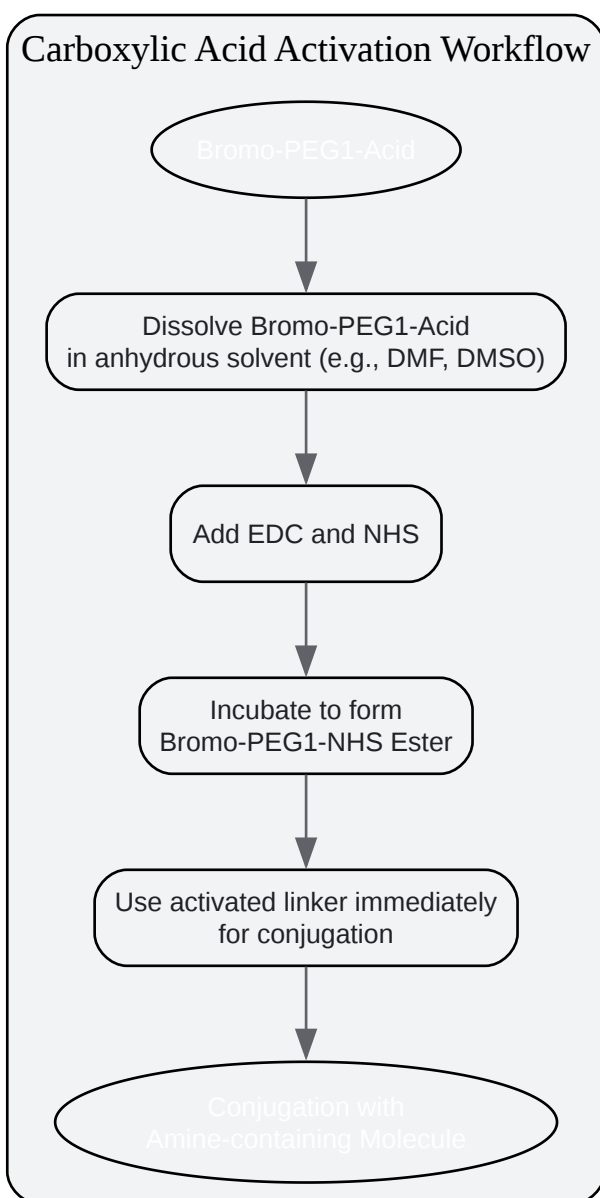 Carboxylic Acid Activation Workflow
Bromo-PEG1-Acid
Dissolve Bromo-PEG1-Acid
in anhydrous solvent (e.g., DMF, DMSO)
Add EDC and NHS
Incubate to form
Bromo-PEG1-NHS Ester
Use activated linker immediately
for conjugation
Conjugation with
Amine-containing Molecule